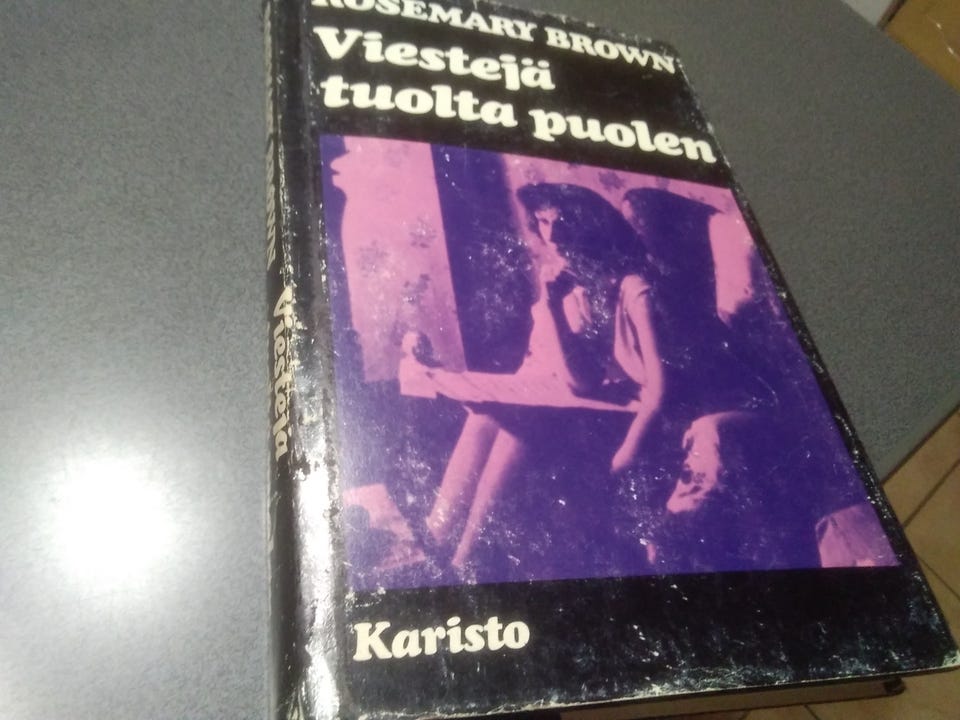 ROSEMARY BROWN
Viestejä
tuolta puolen
Karisto
Viestejä